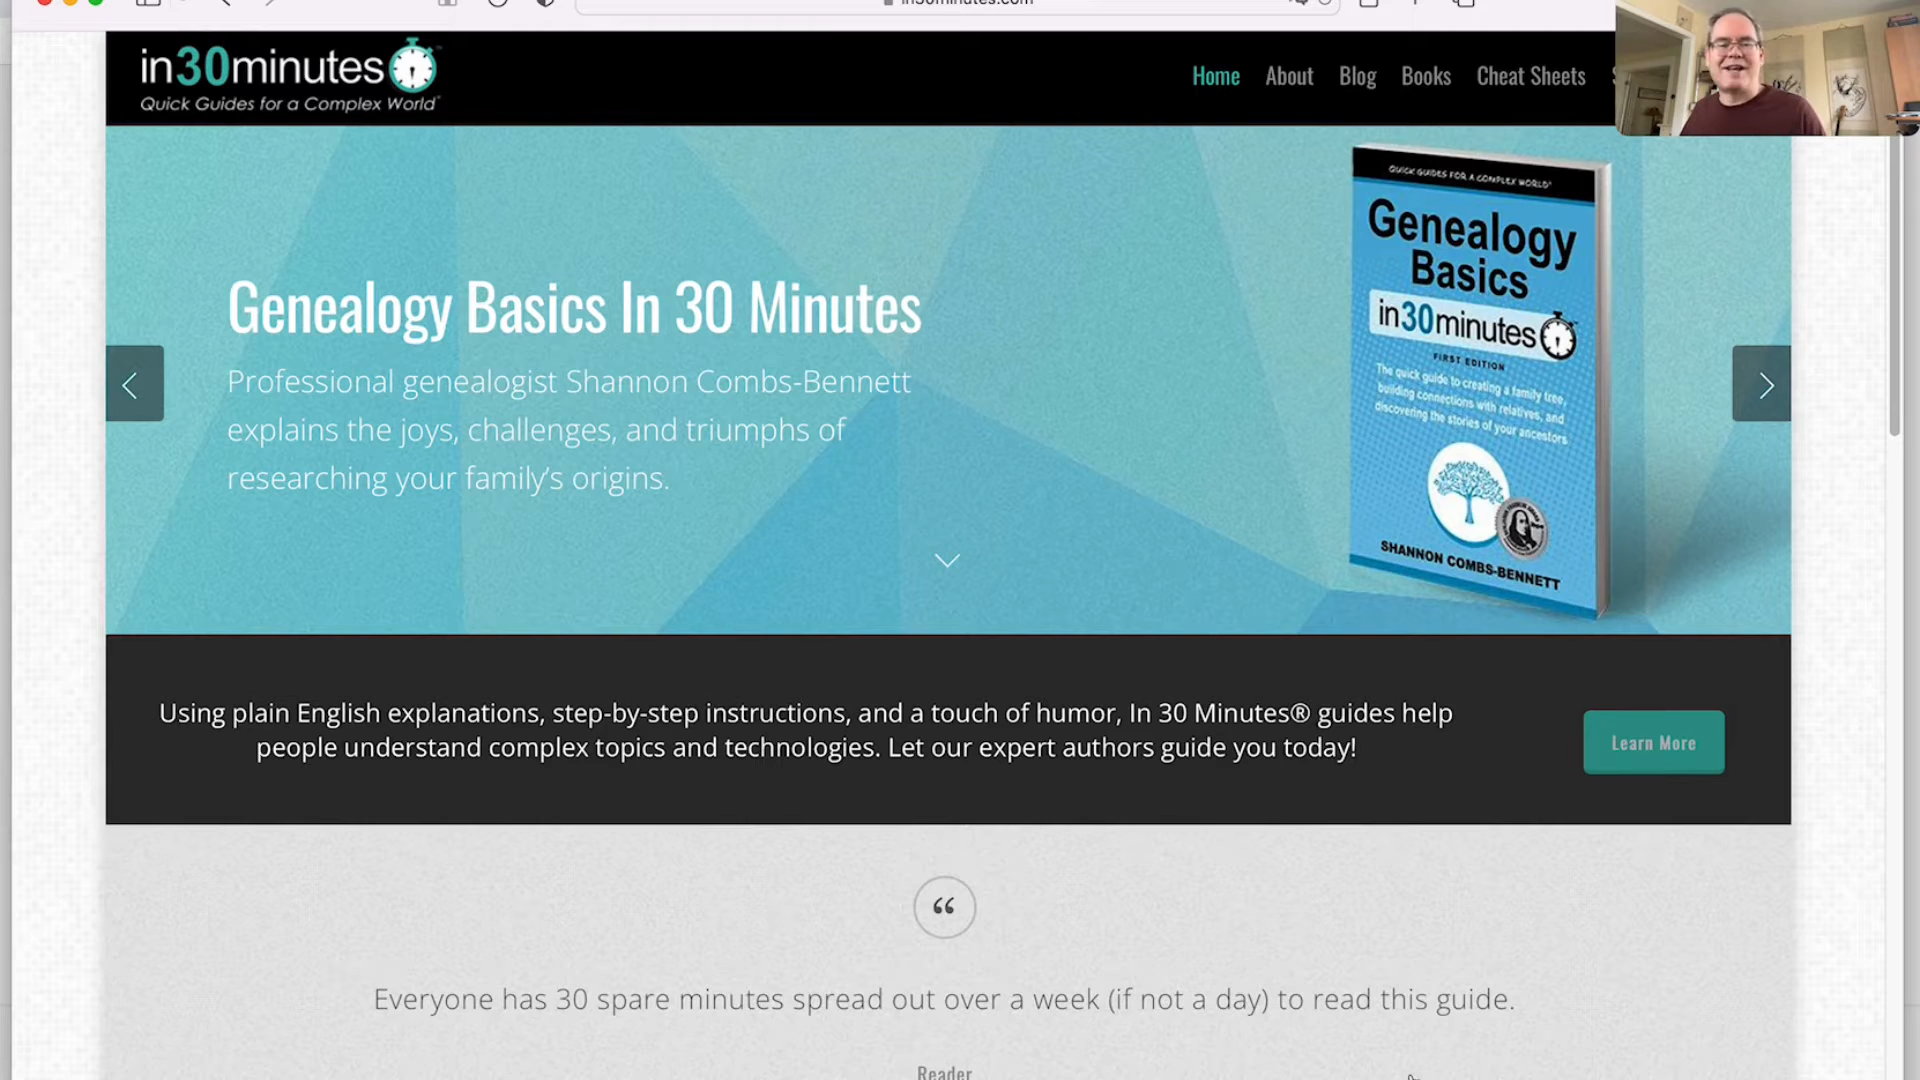 in30minutes.com
in30minutes™
Quick Guides for a Complex World™
Home About Blog Books Cheat Sheets
QUICK GUIDES FOR A COMPLEX WORLD®
Genealogy
Basics
in30minutes™
FIRST EDITION
The quick guide to creating a family tree,
building connections with relatives, and
discovering the stories of your ancestors
SHANNON COMBS-BENNETT
Genealogy Basics In 30 Minutes
Professional genealogist Shannon Combs-Bennett
explains the joys, challenges, and triumphs of
researching your family’s origins.
Using plain English explanations, step-by-step instructions, and a touch of humor, In 30 Minutes® guides help
people understand complex topics and technologies. Let our expert authors guide you today!
Learn More
“
Everyone has 30 spare minutes spread out over a week (if not a day) to read this guide.
Reader